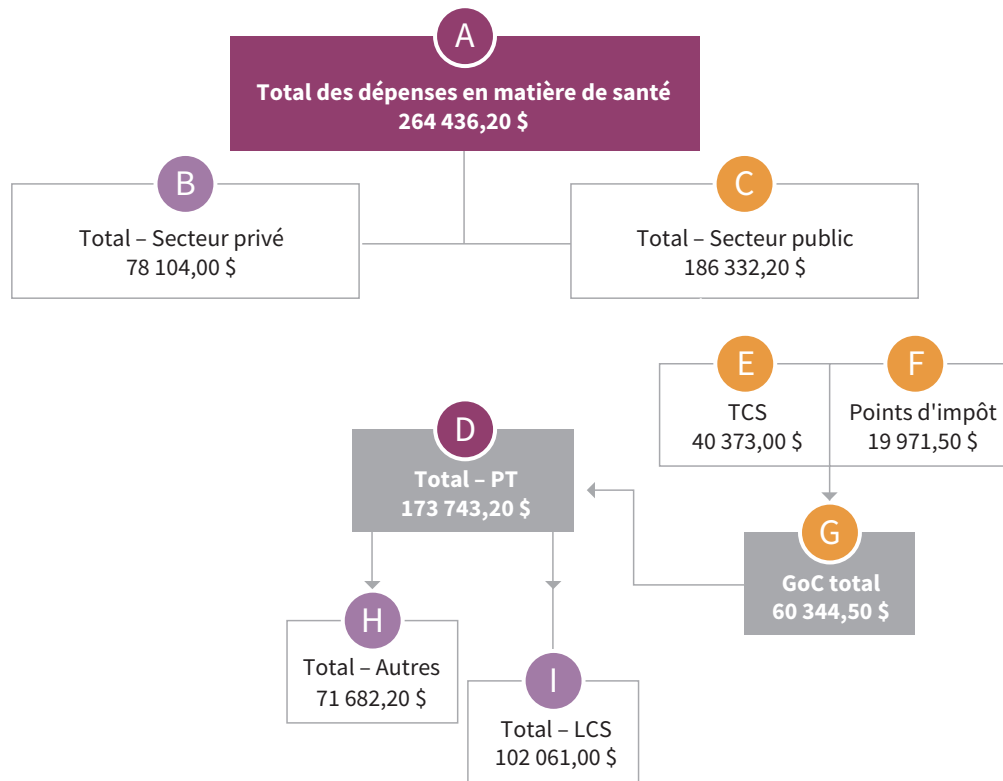 A
Total des dépenses en matière de santé
264 436,20 $
B
Total – Secteur privé
78 104,00 $
C
Total – Secteur public
186 332,20 $
E
TCS
40 373,00 $
F
Points d'impôt
19 971,50 $
D
Total – PT
173 743,20 $
G
GoC total
60 344,50 $
H
Total – Autres
71 682,20 $
I
Total – LCS
102 061,00 $